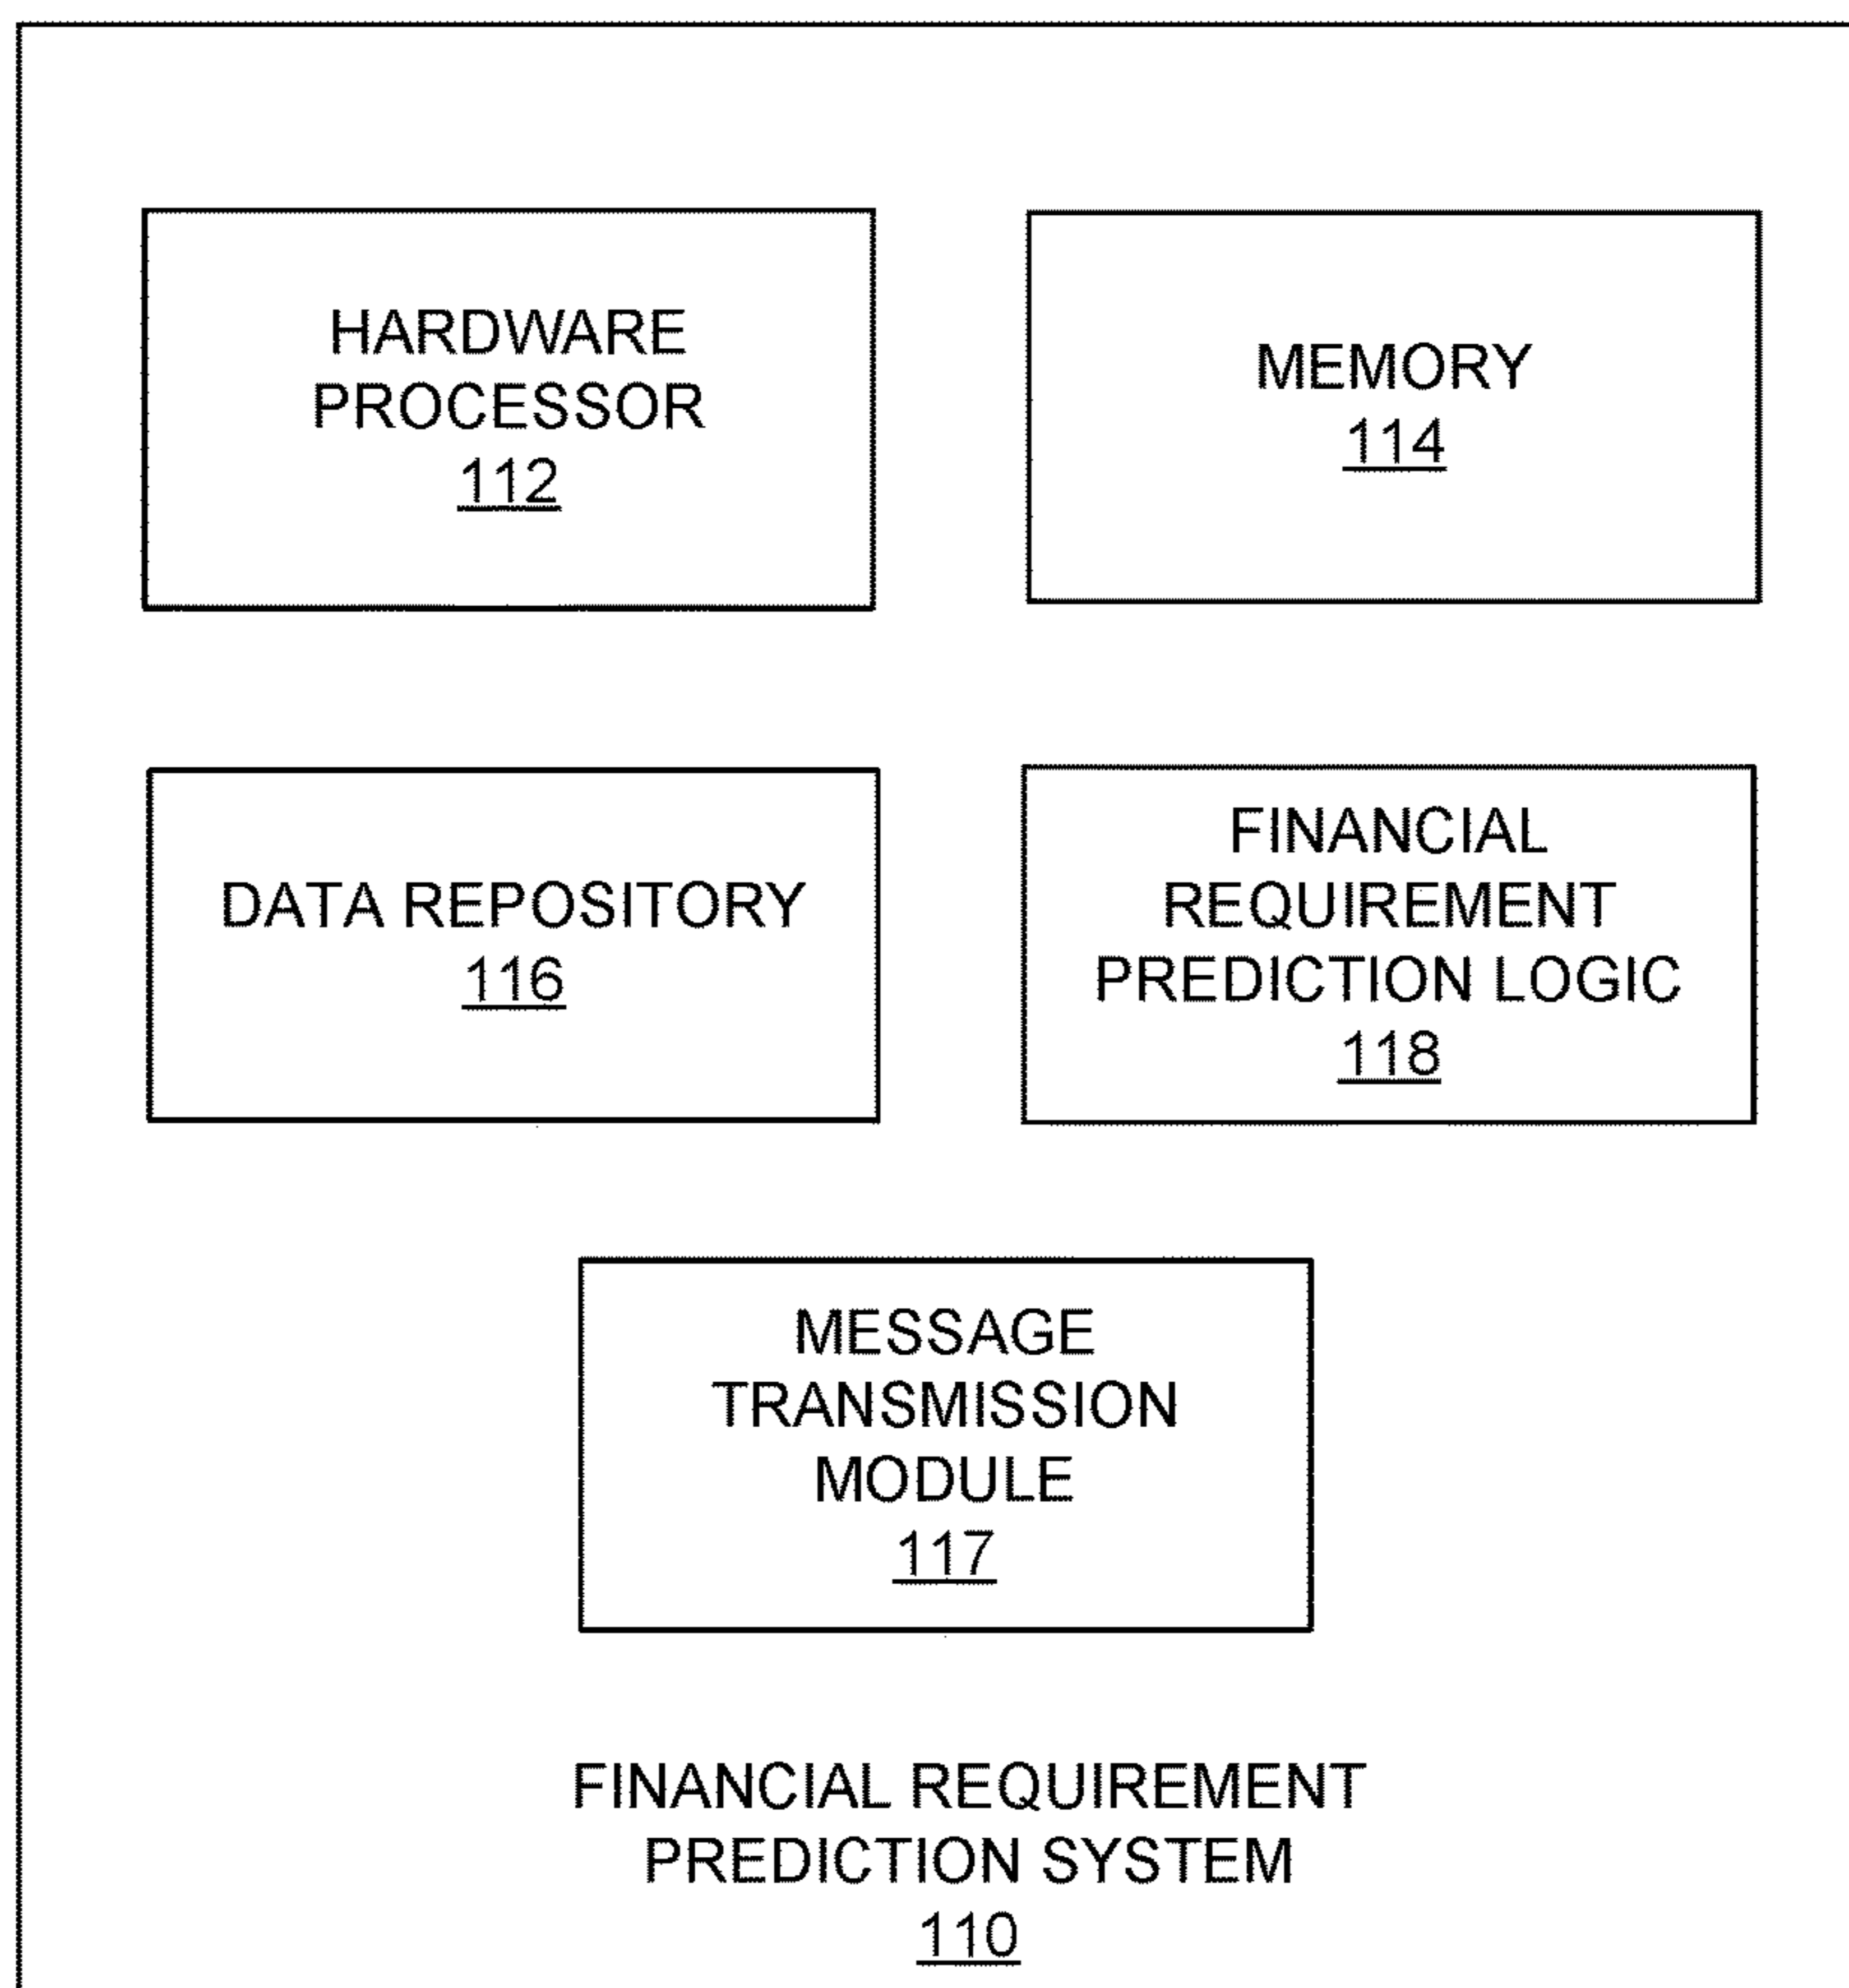 HARDWARE
PROCESSOR
112
MEMORY
114
DATA REPOSITORY
116
FINANCIAL
REQUIREMENT
PREDICTION LOGIC
118
MESSAGE
TRANSMISSION
MODULE
117
FINANCIAL REQUIREMENT
PREDICTION SYSTEM
110